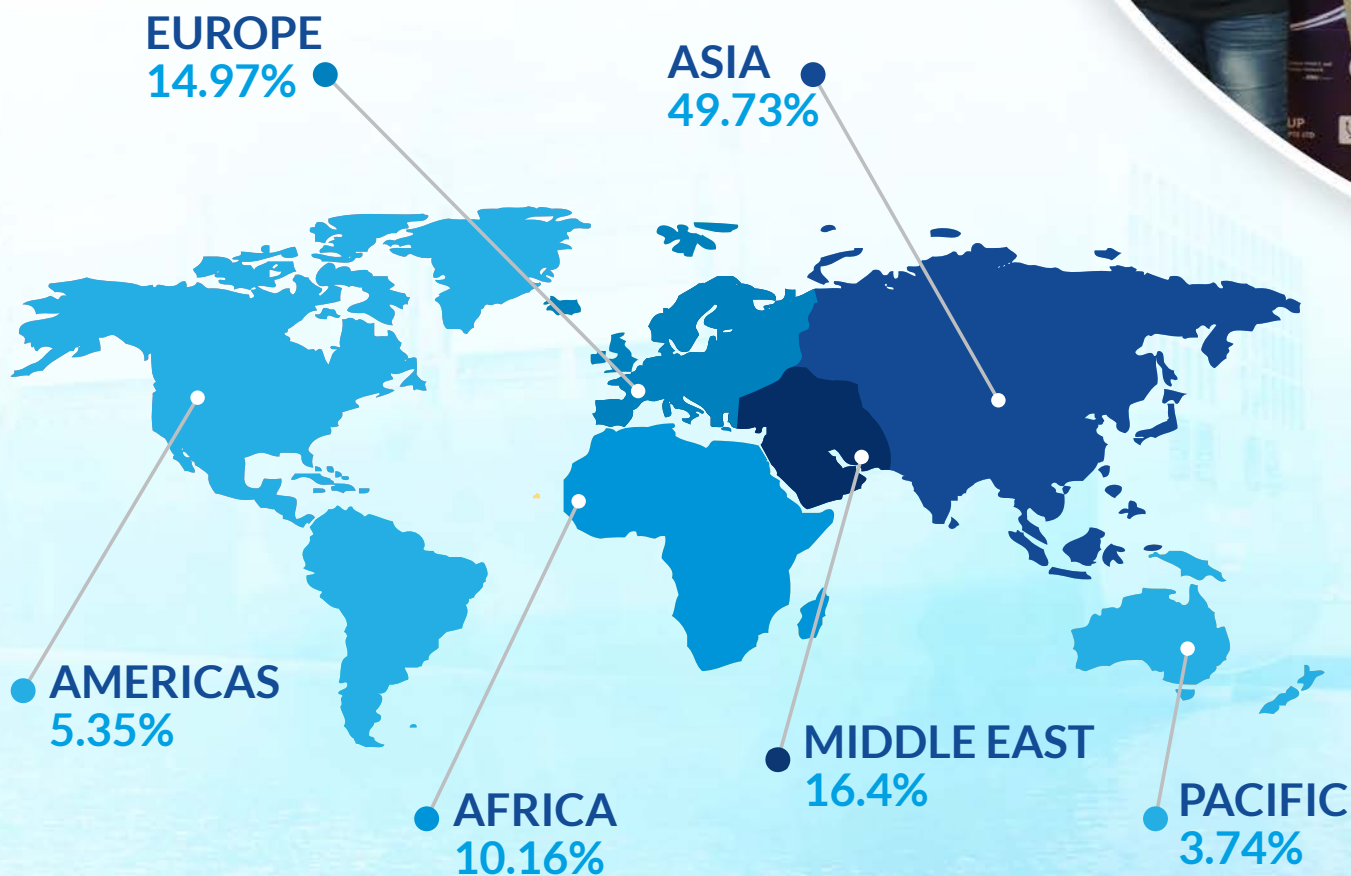 EUROPE
14.97%
ASIA
49.73%
UP
AMERICAS
5.35%
MIDDLE EAST
16.4%
AFRICA
10.16%
PACIFIC
3.74%